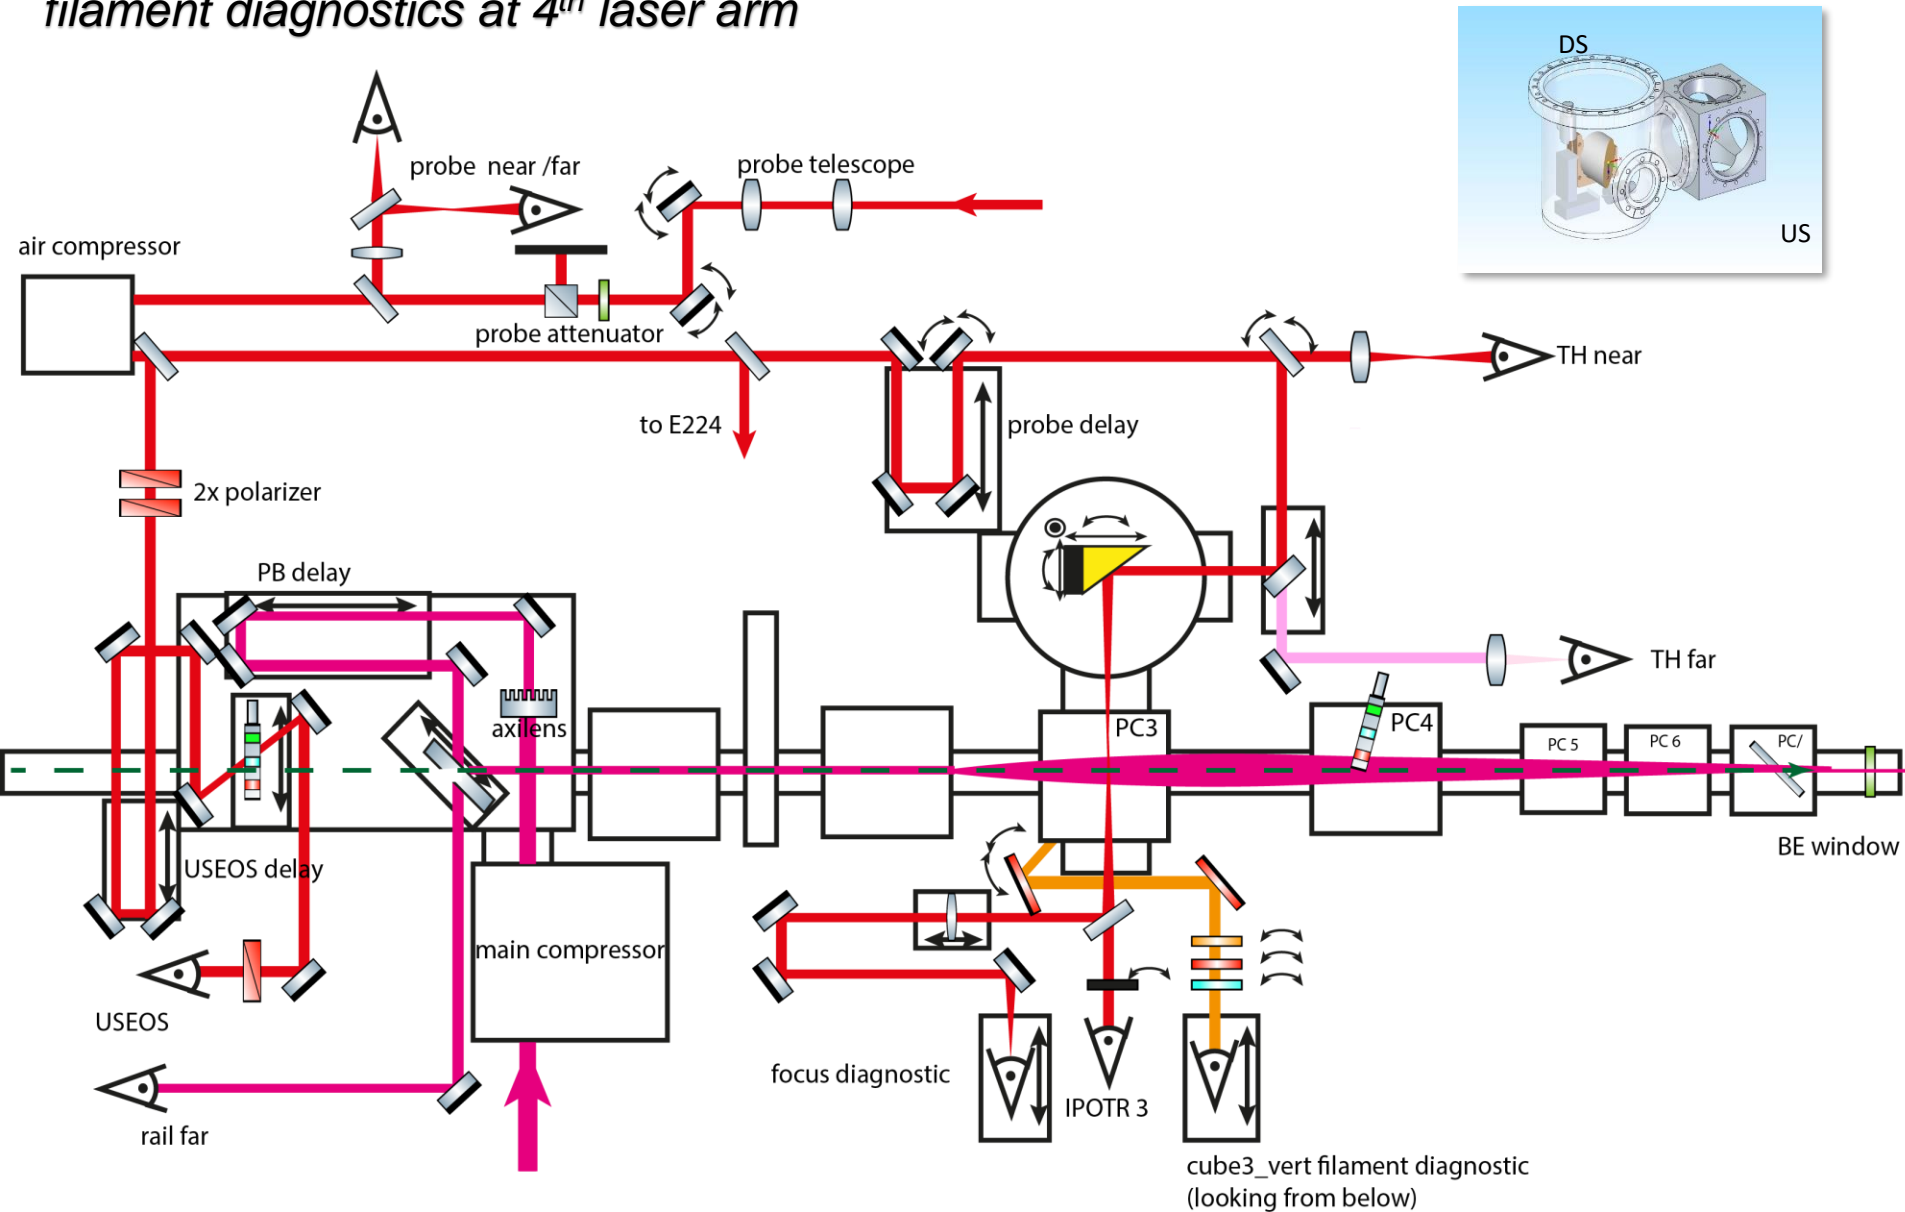 filament diagnostics at 4th laser arm
DS
US
probe near /far
probe telescope
air compressor
probe attenuator
TH near
to E224
probe delay
2x polarizer
PB delay
TH far
axilens
PC3
PC4
PC 5
PC 6
PC/
BE window
USEOS delay
main compressor
USEOS
focus diagnostic
IPOTR 3
rail far
cube3_vert filament diagnostic
(looking from below)